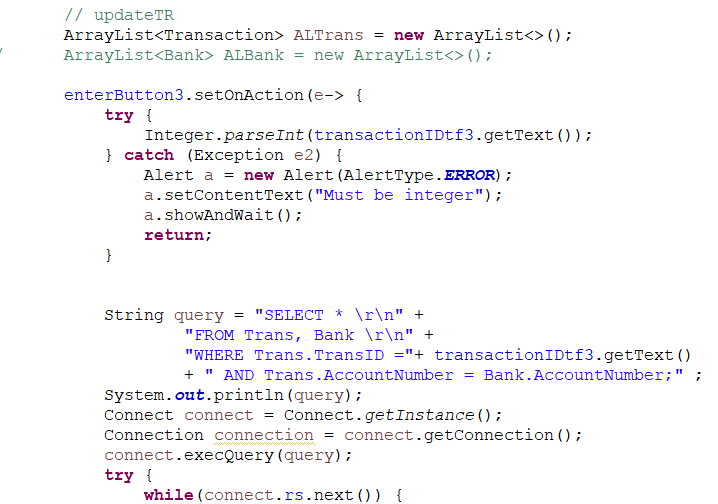 // updateTR
ArrayList<Transaction> ALTrans = new ArrayList<>();
/ ArrayList<Bank> ALBank = new ArrayList<>();
enterButton3.setOnAction(e-> {
try {
Integer.parseInt(transactionIDtf3.getText());
} catch (Exception e2) {
Alert a = new Alert(AlertType.ERROR);
a.setContentText("Must be integer");
a.showAndWait();
return;
}
String query = "SELECT * \r\n" +
"FROM Trans, Bank \r\n" +
"WHERE Trans.TransID ="+ transactionIDtf3.getText()
+ " AND Trans.AccountNumber = Bank.AccountNumber;" ;
System.out.println(query);
Connect connect = Connect.getInstance();
Connection connection = connect.getConnection();
connect.execQuery(query);
try {
while(connect.rs.next()) {